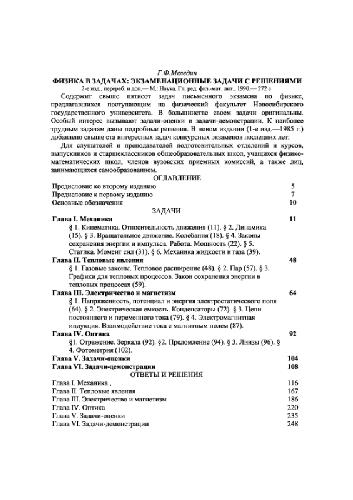 Г.Ф.Меледин
ФИЗИКА В ЗАДАЧАХ: ЭКЗАМЕНАЦИОННЫЕ ЗАДАЧИ С РЕШЕНИЯМИ
2-е изд., перераб. и доп.— М.: Наука. Гл. ред. физ-мат. лит., 1990.— 272 с
Содержит свыше пятисот задач письменного экзамена по физике,
предлагавшихся поступающим на физический факультет Новосибирского
государственного университета. В большинстве своем задачи оригинальны.
Особый интерес вызывают задачи-оценки и задачи-демонстрации. К наиболее
трудным задачам даны подробные решения. В новом издании (1-е изд.—1985 г.)
добавлено свыше ста интересных задач конкурсных экзаменов последних лет.
Для слушателей и преподавателей подготовительных отделений и курсов,
выпускников и старшеклассников общеобразовательных школ, учащихся физико-
математических школ, членов вузовских приемных комиссий, а также лиц,
занимающихся самообразованием.
ОГЛАВЛЕНИЕ
Предисловие ко второму изданию 5
Предисловие к первому изданию 7
Основные обозначения 10
ЗАДАЧИ
Глава I. Механика 11
§ 1. Кинематика. Относительность движения (11). § 2. Динамика
(15). § 3. Вращательное движение. Колебания (18). § 4. Законы
сохранения энергии и импульса. Работа. Мощность (22). § 5.
Статика. Момент сил (31). § 6. Механика жидкости и газа (39).
Глава II. Тепловые явления 48
§ 1. Газовые законы. Тепловое расширение (48). § 2. Пар (57). § 3.
Графики для тепловых процессов. Закон сохранения энергии в
тепловых процессах (59).
Глава III. Электричество и магнетизм 64
§ 1. Напряженность, потенциал и энергия электростатического поля
(64). § 2. Электрическая емкость. Конденсаторы (72). § 3. Цепи
постоянного и переменного тока (79). § 4. Электромагнитная
индукция. Взаимодействие тока с магнитным полем (87).
Глава IV. Оптика 92
§1. Отражение. Зеркала (92). §2. Преломление (94). § 3. Линзы (96). §
4. Фотометрия (102).
Глава V. Задачи-оценки 104
Глава VI. Задачи-демонстрации 108
ОТВЕТЫ И РЕШЕНИЯ
Глава I. Механика , 116
Глава II. Тепловые явления 167
Глава III. Электричество и магнетизм 186
Глава IV. Оптика 220
Глава V. Задачи-оценки 235
Глава VI. Задачи-демонстрации 248